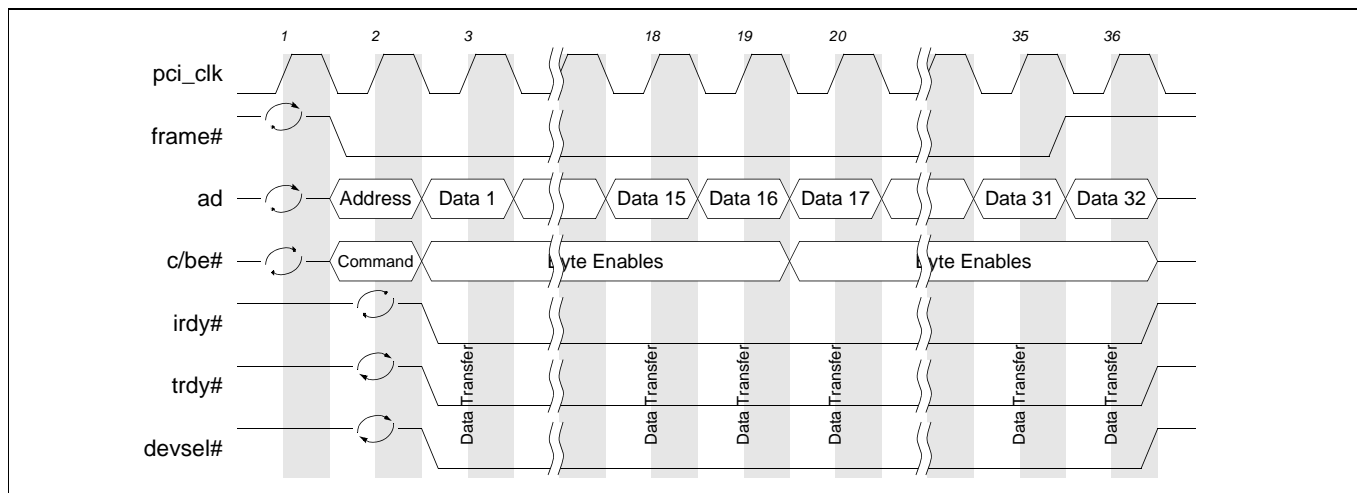 1 2 3 18 19 20 35 36
pci_clk
frame#
ad Address Data 1 Data 15 Data 16 Data 17 Data 31 Data 32
c/be# Command Byte Enables Byte Enables
irdy#
trdy#
devsel#
Data Transfer
Data Transfer
Data Transfer
Data Transfer
Data Transfer
Data Transfer